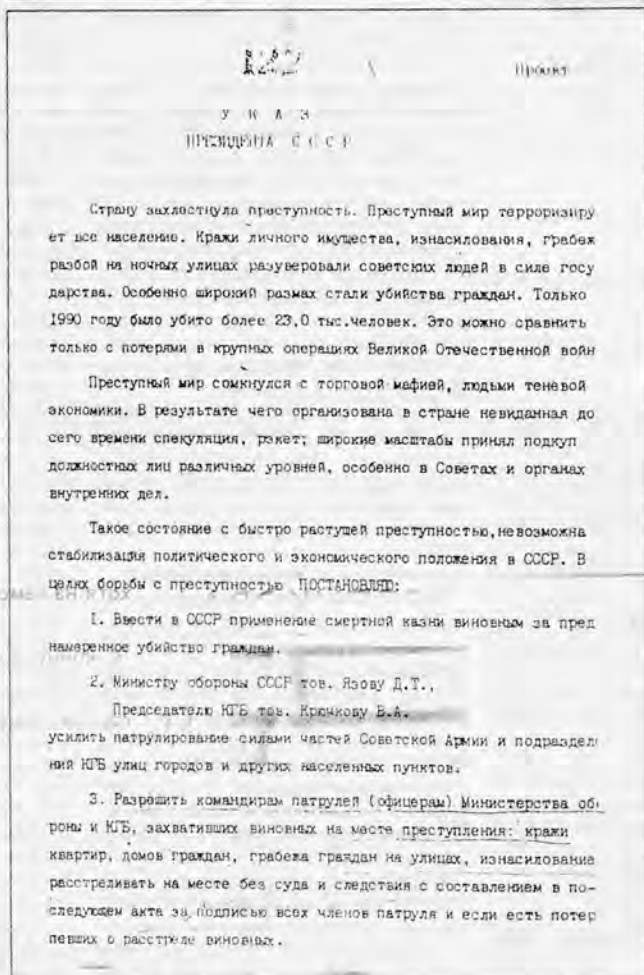 Проект
У К А З
ПРЕЗИДЕНТА С С С Р
Страну захлестнула преступность. Преступный мир терроризиру
ет все население. Кражи личного имущества, изнасилования, грабеж
разбой на ночных улицах разуверовали советских людей в силе госу
дарства. Особенно широкий размах стали убийства граждан. Только
1990 году было убито более 23,0 тыс.человек. Это можно сравнить
только с потерями в крупных операциях Великой Отечественной войн
Преступный мир сомкнулся с торговой мафией, людьми теневой
экономики. В результате чего организована в стране невиданная до
сего времени спекуляция, рэкет; широкие масштабы принял подкуп
должностных лиц различных уровней, особенно в Советах и органах
внутренних дел.
Такое состояние с быстро растущей преступностью,невозможна
стабилизация политического и экономического положения в СССР. В
целях борьбы с преступностью ПОСТАНОВЛЯЮ:
1. Ввести в СССР применение смертной казни виновным за пред
намеренное убийство граждан.
2. Министру обороны СССР тов. Язову Д.Т.,
Председателю КГБ тов. Крючкову В.А.
усилить патрулирование силами частей Советской Армии и подразделе
ний КГБ улиц городов и других населенных пунктов.
3. Разрешить командирам патрулей (офицерам) Министерства об
роны и КГБ, захвативших виновных на месте преступления: кражи
квартир, домов граждан, грабежа граждан на улицах, изнасилование
расстреливать на месте без суда и следствия с составлением в по-
следующем акта за подписью всех членов патруля и если есть потер
певших о расстреле виновных.